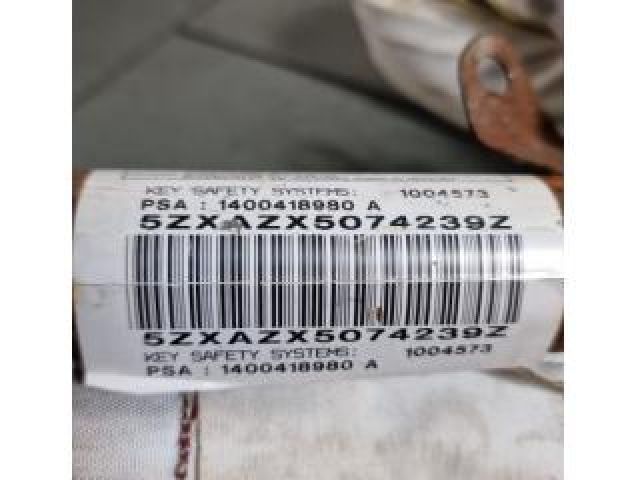 KEY SAFETY SYSTEMS: 1004573
PSA : 1400418980 A
5ZXAZX5074239Z
5ZXAZX5074239Z
KEY SAFETY SYSTEMS: 1004573
PSA : 1400418980 A